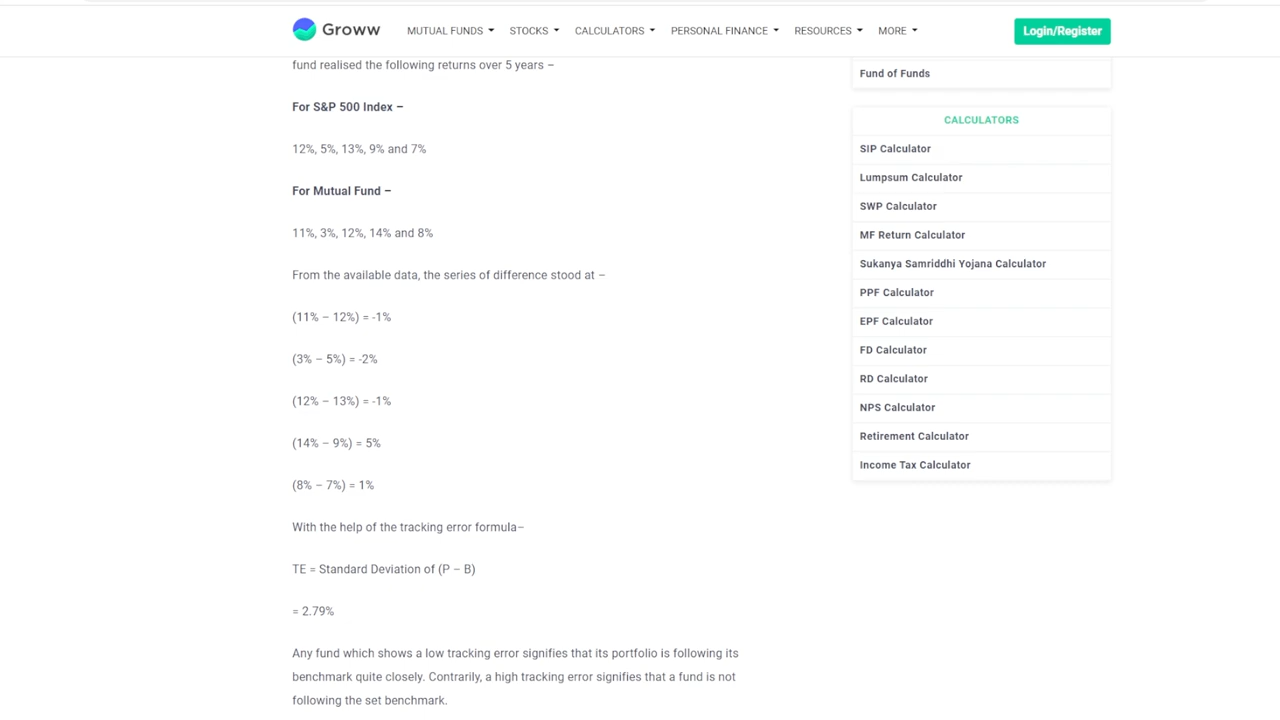 Groww
MUTUAL FUNDS
STOCKS
CALCULATORS
PERSONAL FINANCE
RESOURCES
MORE
Login/Register
fund realised the following returns over 5 years –
For S&P 500 Index –
12%, 5%, 13%, 9% and 7%
For Mutual Fund –
11%, 3%, 12%, 14% and 8%
From the available data, the series of difference stood at –
(11% – 12%) = -1%
(3% – 5%) = -2%
(12% – 13%) = -1%
(14% – 9%) = 5%
(8% – 7%) = 1%
With the help of the tracking error formula–
TE = Standard Deviation of (P – B)
= 2.79%
Any fund which shows a low tracking error signifies that its portfolio is following its
benchmark quite closely. Contrarily, a high tracking error signifies that a fund is not
following the set benchmark.
Fund of Funds
CALCULATORS
SIP Calculator
Lumpsum Calculator
SWP Calculator
MF Return Calculator
Sukanya Samriddhi Yojana Calculator
PPF Calculator
EPF Calculator
FD Calculator
RD Calculator
NPS Calculator
Retirement Calculator
Income Tax Calculator